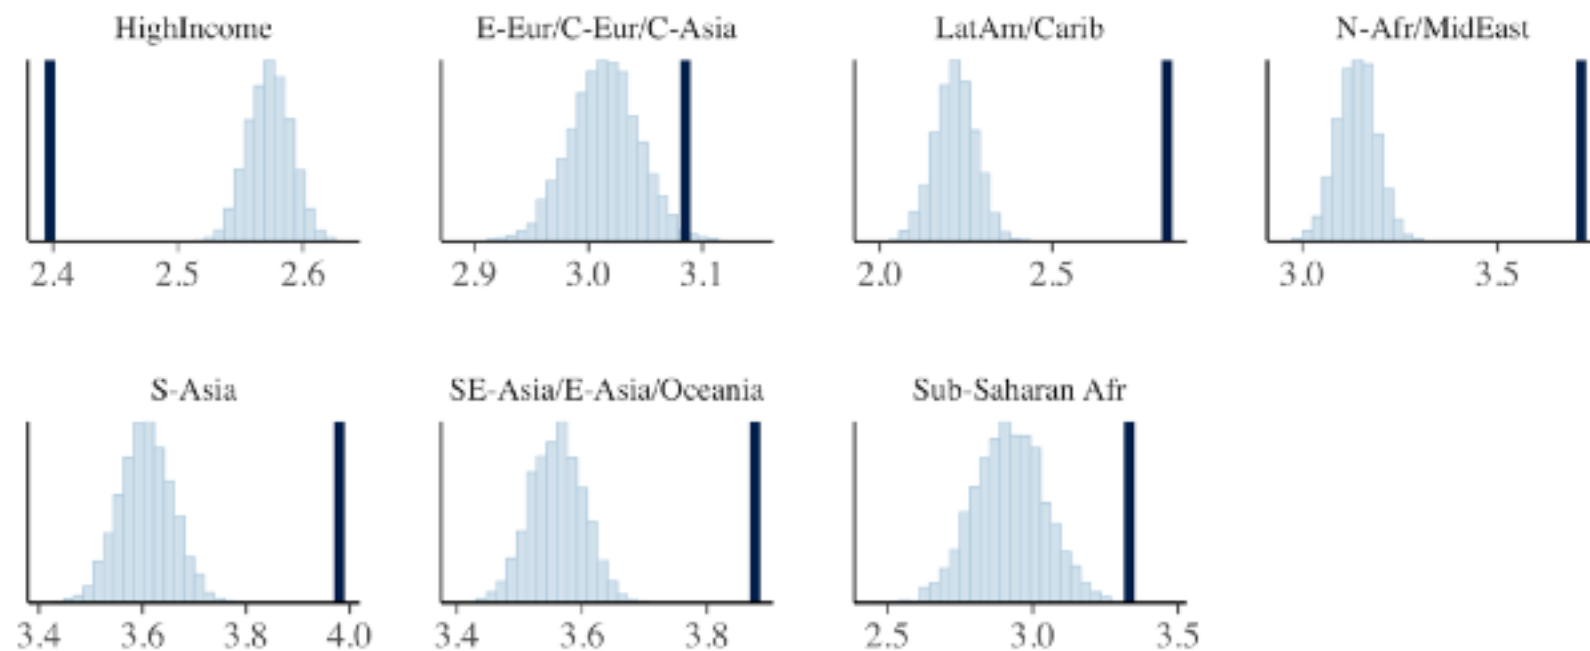 HighIncome E-Eur/C-Eur/C-Asia LatAm/Carib N-Afr/MidEast
2.4 2.5 2.6 2.9 3.0 3.1 2.0 2.5 3.0 3.5
S-Asia SE-Asia/E-Asia/Oceania Sub-Saharan Afr
3.4 3.6 3.8 4.0 3.4 3.6 3.8 2.5 3.0 3.5